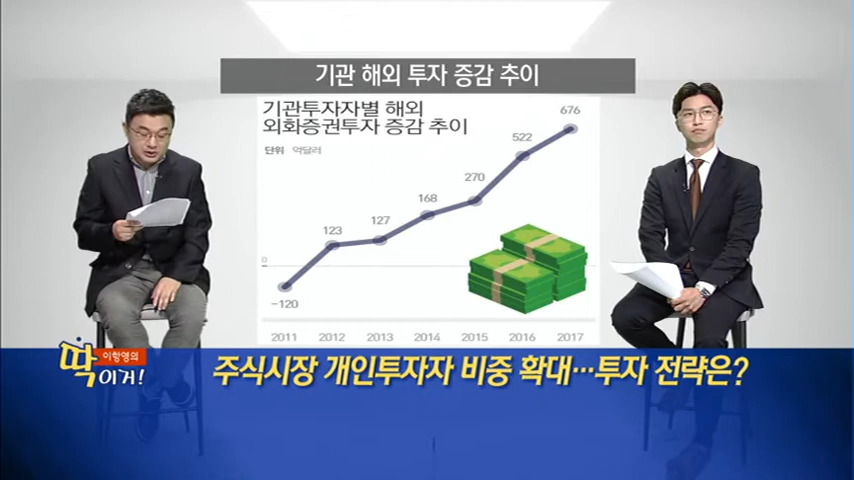 기관 해외 투자 증감 추이
기관투자자별 해외
외화증권투자 증감 추이
단위 억달러
676
522
270
168
127
123
0
-120
2011 2012 2013 2014 2015 2016 2017
딱 이항영의
이거!
주식시장 개인투자자 비중 확대…투자 전략은?